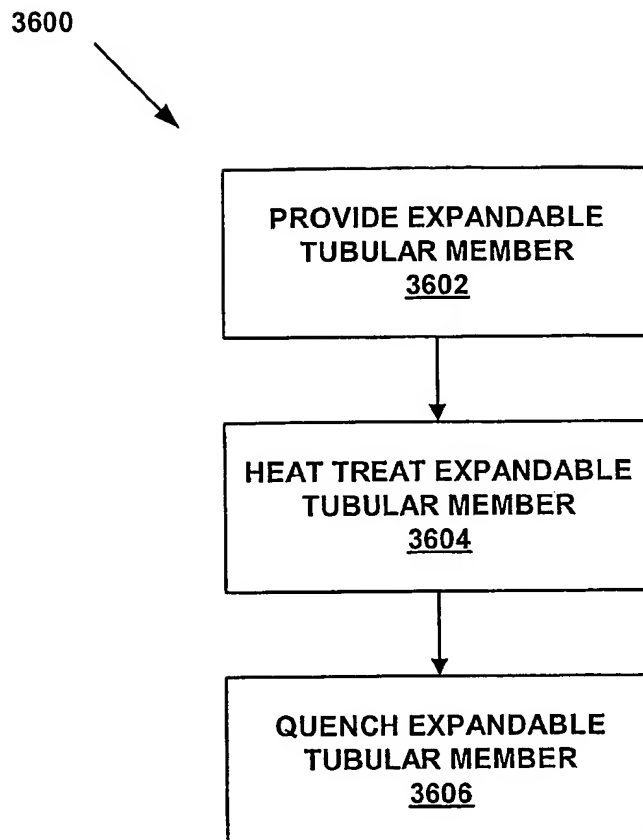 3600
PROVIDE EXPANDABLE
TUBULAR MEMBER
3602
HEAT TREAT EXPANDABLE
TUBULAR MEMBER
3604
QUENCH EXPANDABLE
TUBULAR MEMBER
3606